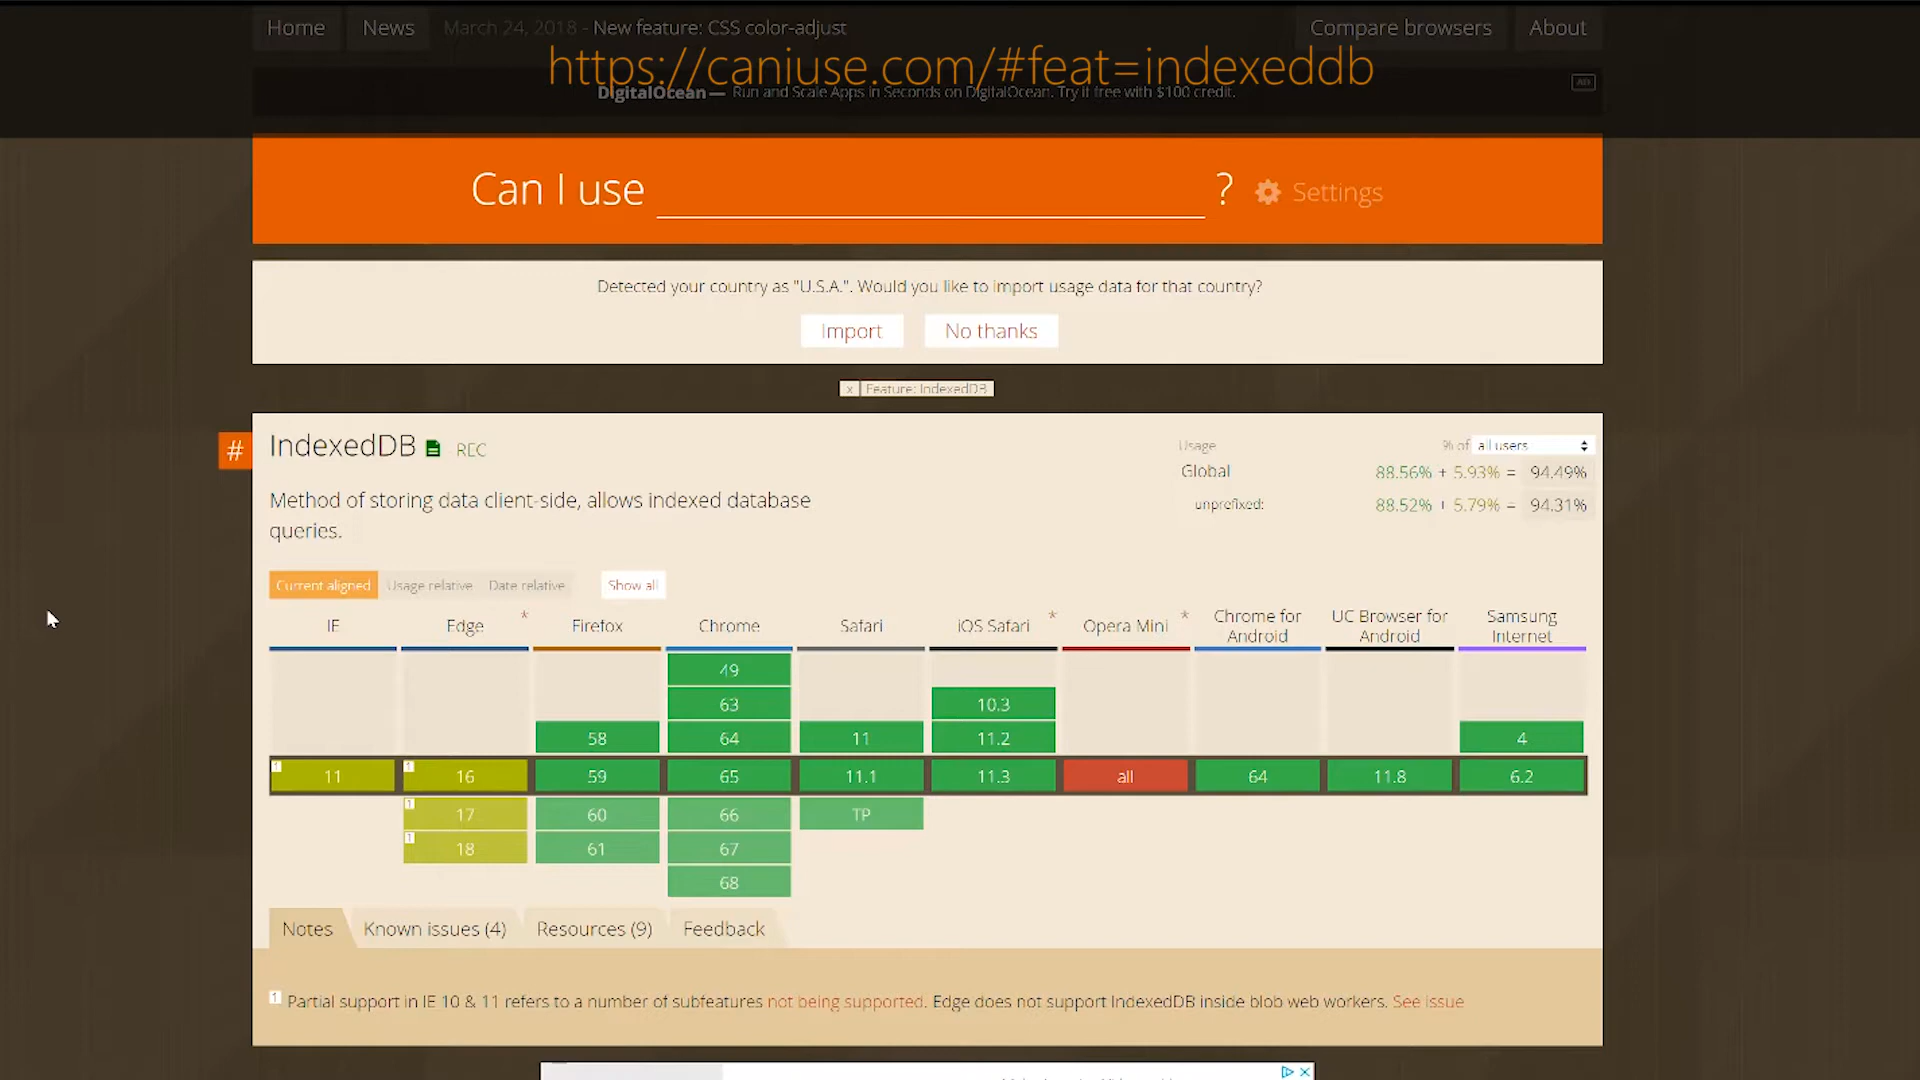 Home News March 24, 2018 - New feature: CSS color-adjust Compare browsers About
https://caniuse.com/#feat=indexeddb
DigitalOcean — Run and Scale Apps in Seconds on DigitalOcean. Try it free with $100 credit. AD
Can I use ? Settings
Detected your country as "U.S.A.". Would you like to import usage data for that country?
Import No thanks
x Feature: IndexedDB
# IndexedDB REC
Usage % of all users
Global 88.56% + 5.93% = 94.49%
unprefixed: 88.52% + 5.79% = 94.31%
Method of storing data client-side, allows indexed database
queries.
Current aligned Usage relative Date relative Show all
IE Edge * Firefox Chrome Safari iOS Safari * Opera Mini * Chrome for Android UC Browser for Android Samsung Internet
49
63 10.3
58 64 11 11.2 4
1 11 1 16 59 65 11.1 11.3 all 64 11.8 6.2
1 17 60 66 TP
1 18 61 67
68
Notes Known issues (4) Resources (9) Feedback
1 Partial support in IE 10 & 11 refers to a number of subfeatures not being supported. Edge does not support IndexedDB inside blob web workers. See issue